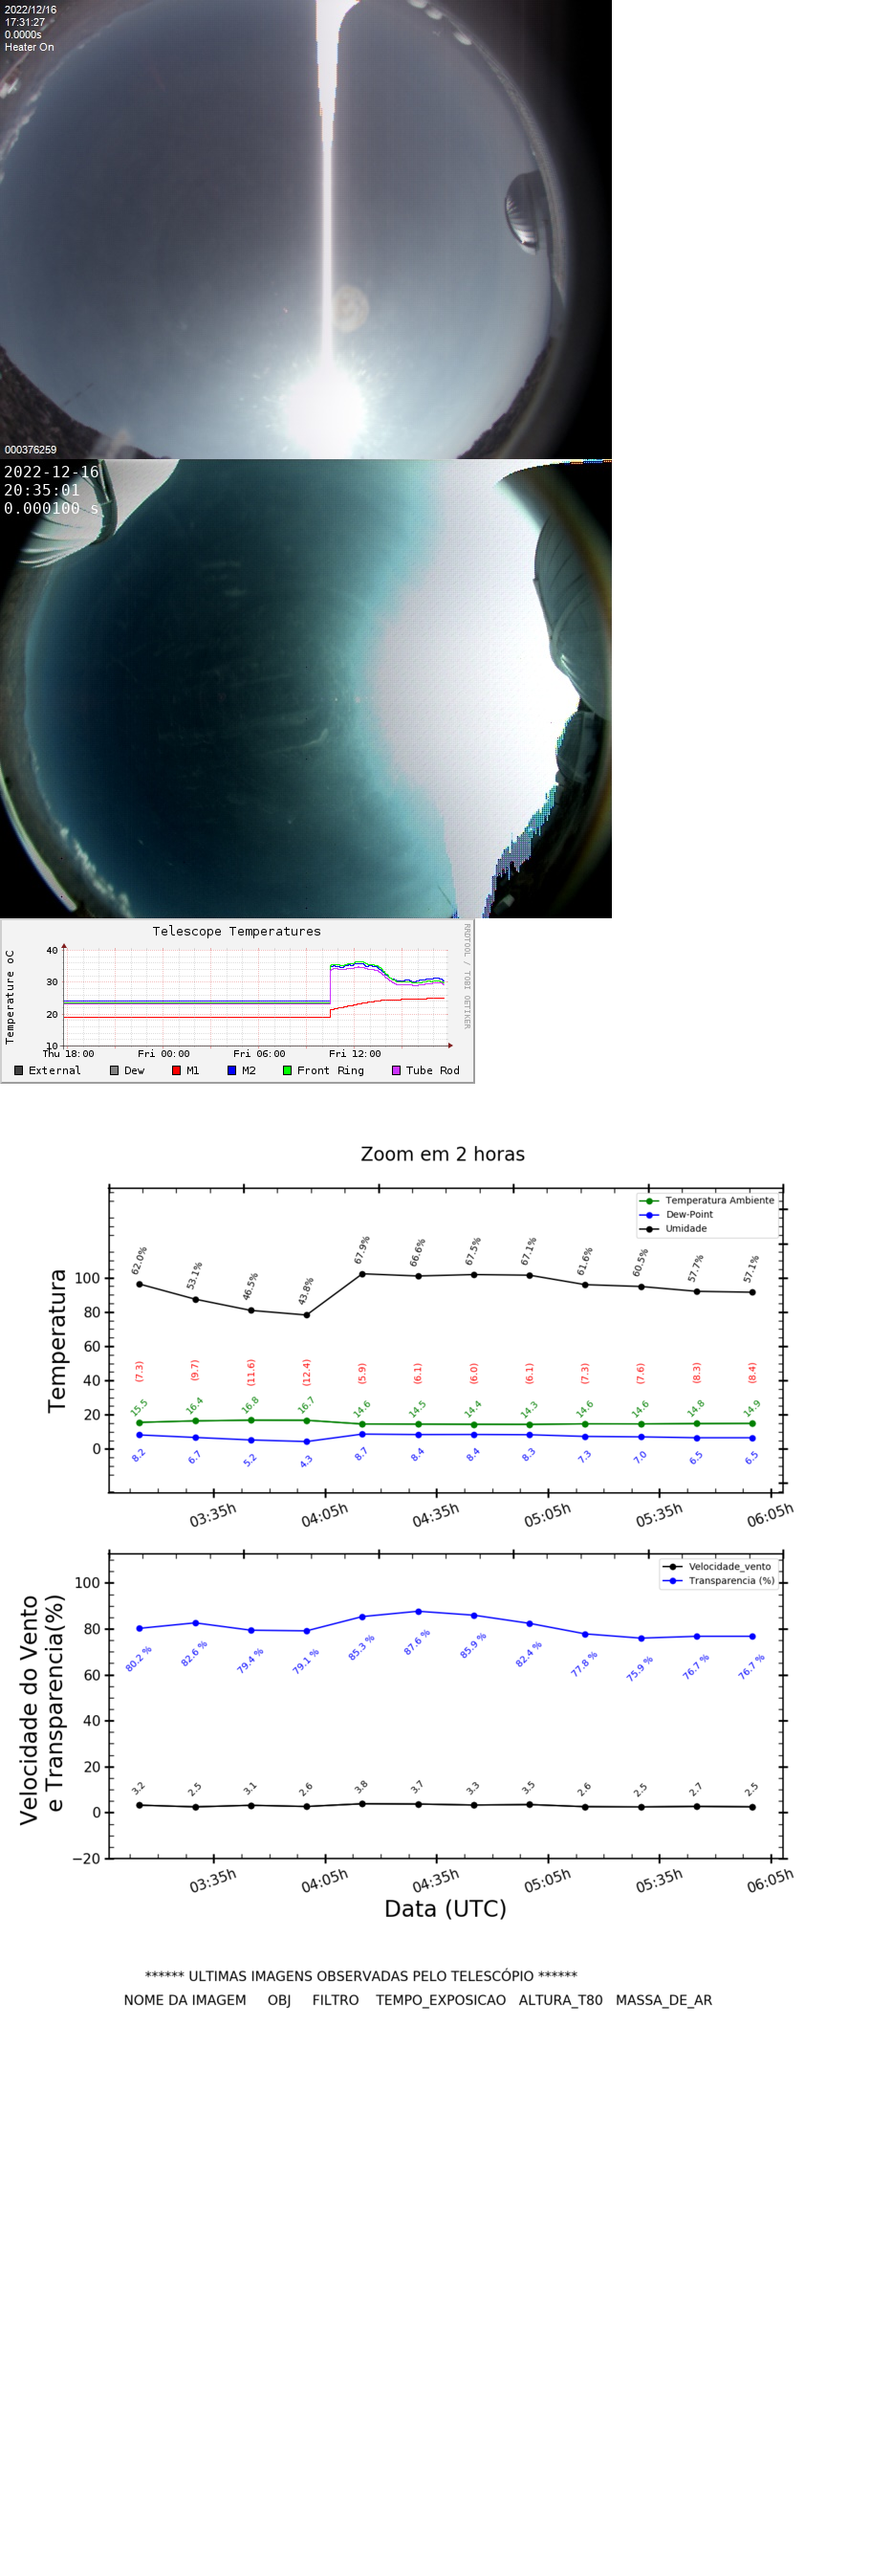 2022/12/16
17:31:27
0.0000s
Heater On
000376259
2022-12-16
20:35:01
0.000100 s
Telescope Temperatures
RRDTOOL / TOBI OETIKER
Temperature oC
40
30
20
10
Thu 18:00 Fri 00:00 Fri 06:00 Fri 12:00
External Dew M1 M2 Front Ring Tube Rod
Zoom em 2 horas
Temperatura Ambiente
Dew-Point
Umidade
Temperatura
100
80
60
40
20
0
62.0% 53.1% 46.5% 43.8% 67.9% 66.6% 67.5% 67.1% 61.6% 60.5% 57.7% 57.1%
(7.3) (9.7) (11.6) (12.4) (5.9) (6.1) (6.0) (6.1) (7.3) (7.6) (8.3) (8.4)
15.5 16.4 16.8 16.7 14.6 14.5 14.4 14.3 14.6 14.6 14.8 14.9
8.2 6.7 5.2 4.3 8.7 8.4 8.4 8.3 7.3 7.0 6.5 6.5
03:35h 04:05h 04:35h 05:05h 05:35h 06:05h
Velocidade_vento
Transparencia (%)
Velocidade do Vento
e Transparencia(%)
100
80
60
40
20
0
−20
80.2 % 82.6 % 79.4 % 79.1 % 85.3 % 87.6 % 85.9 % 82.4 % 77.8 % 75.9 % 76.7 % 76.7 %
3.2 2.5 3.1 2.6 3.8 3.7 3.3 3.5 2.6 2.5 2.7 2.5
03:35h 04:05h 04:35h 05:05h 05:35h 06:05h
Data (UTC)
****** ULTIMAS IMAGENS OBSERVADAS PELO TELESCÓPIO ******
NOME DA IMAGEM OBJ FILTRO TEMPO_EXPOSICAO ALTURA_T80 MASSA_DE_AR